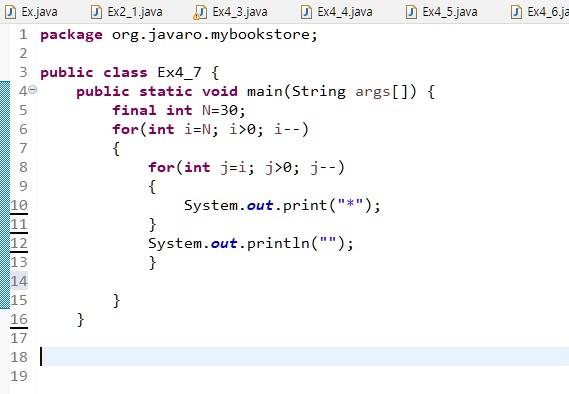 Ex.java Ex2_1.java Ex4_3.java Ex4_4.java Ex4_5.java Ex4_6.ja
1 package org.javaro.mybookstore;
2
3 public class Ex4_7 {
4 public static void main(String args[]) {
5 final int N=30;
6 for(int i=N; i>0; i--)
7 {
8 for(int j=i; j>0; j--)
9 {
10 System.out.print("*");
11 }
12 System.out.println("");
13 }
14
15 }
16 }
17
18
19